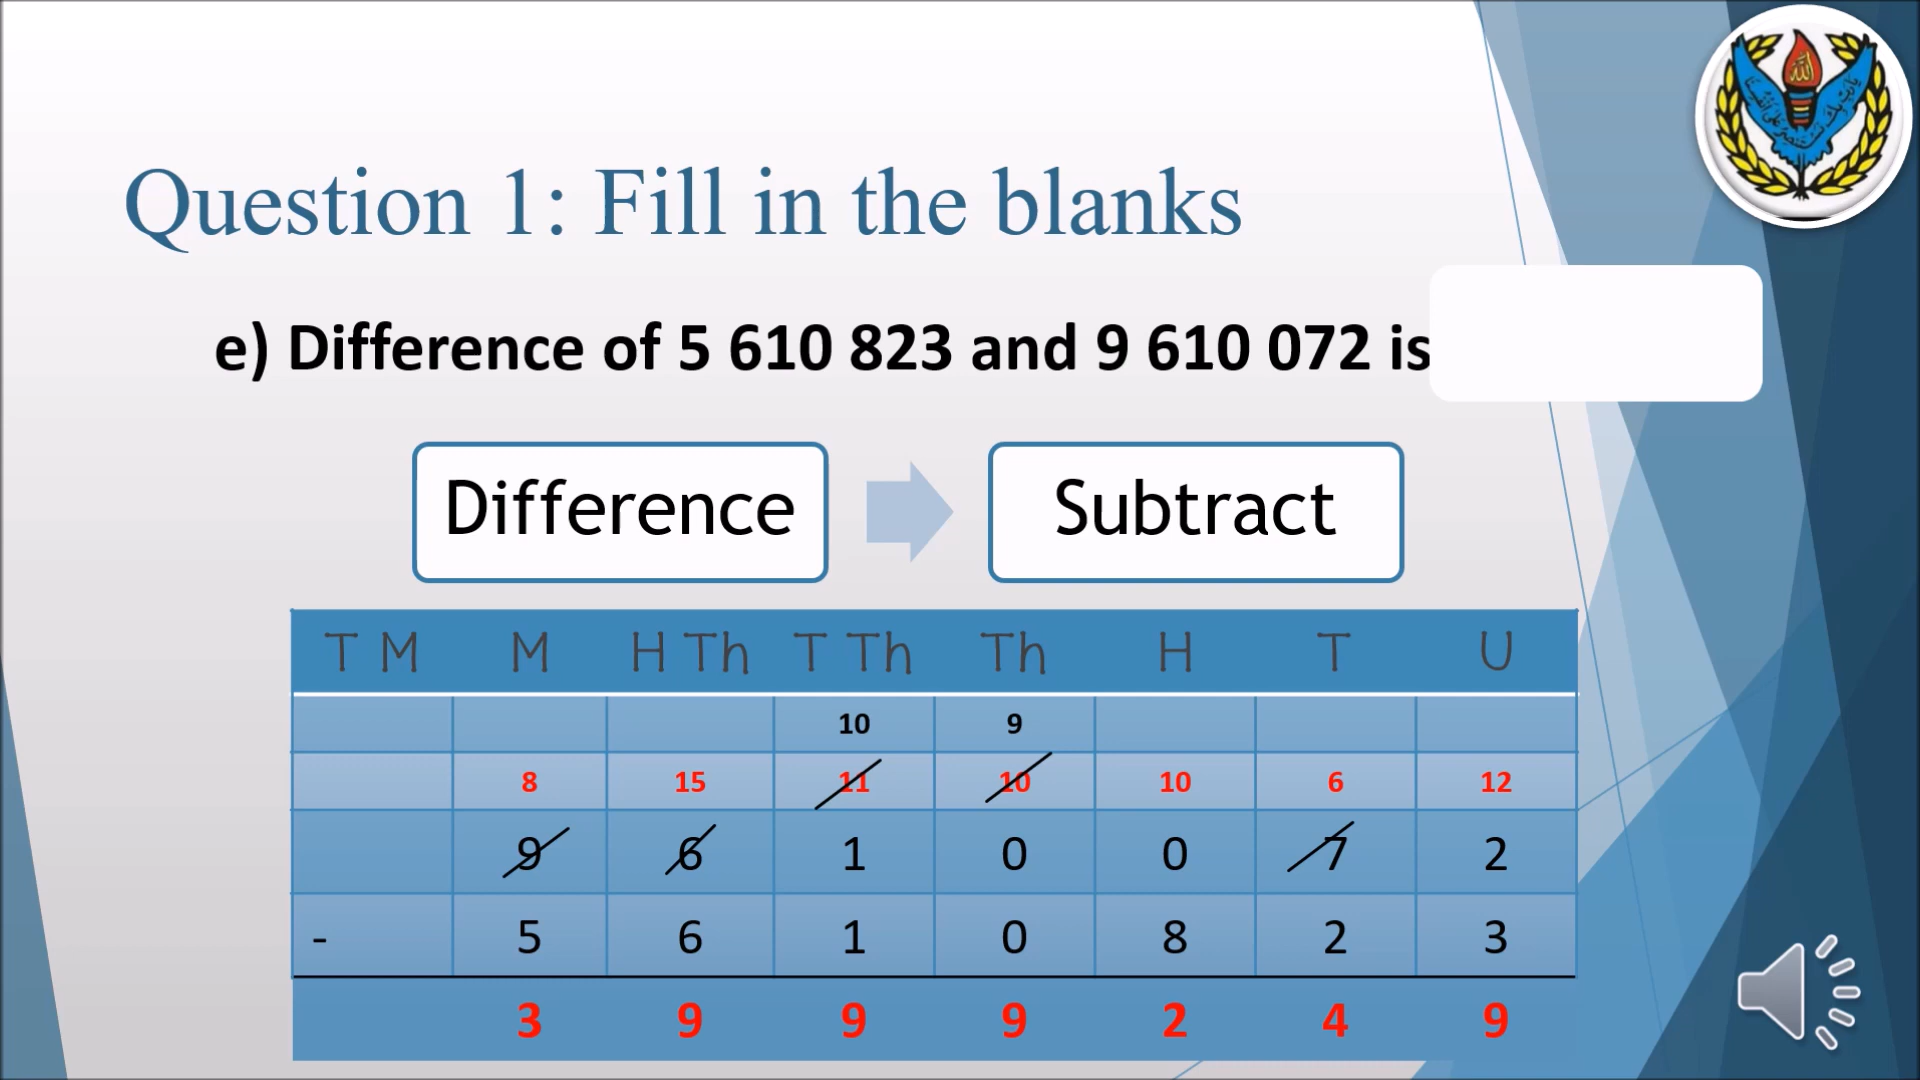 Question 1: Fill in the blanks
e) Difference of 5 610 823 and 9 610 072 is
Difference
Subtract
T M M H Th T Th Th H T U
10 9
8 15 11 10 10 6 12
9 6 1 0 0 7 2
- 5 6 1 0 8 2 3
3 9 9 9 2 4 9